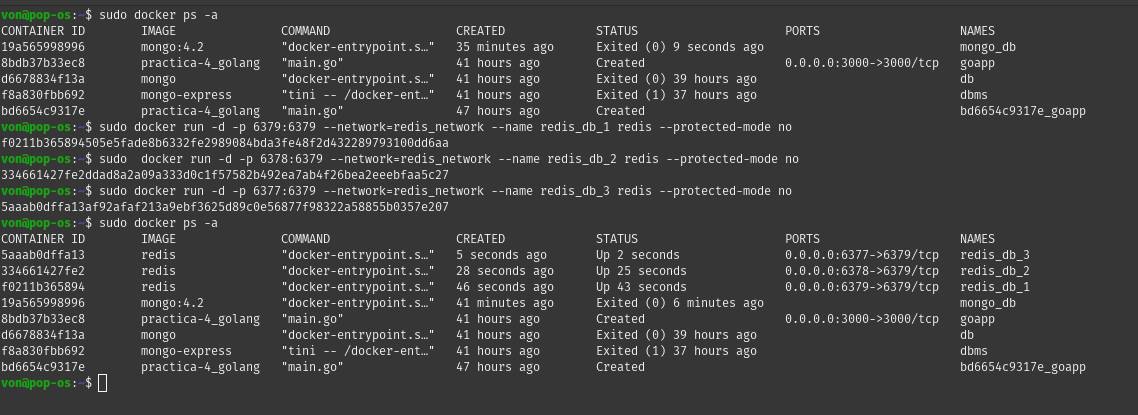 von@pop-os:~$ sudo docker ps -a
CONTAINER ID        IMAGE               COMMAND                  CREATED             STATUS                     PORTS                    NAMES
19a565998996        mongo:4.2           "docker-entrypoint.s…"   35 minutes ago      Exited (0) 9 seconds ago                            mongo_db
8bdb37b33ec8        practica-4_golang   "main.go"                41 hours ago        Created                    0.0.0.0:3000->3000/tcp   goapp
d6678834f13a        mongo               "docker-entrypoint.s…"   41 hours ago        Exited (0) 39 hours ago                             db
f8a830fbb692        mongo-express       "tini -- /docker-ent…"   41 hours ago        Exited (1) 37 hours ago                             dbms
bd6654c9317e        practica-4_golang   "main.go"                47 hours ago        Created                                             bd6654c9317e_goapp
von@pop-os:~$ sudo docker run -d -p 6379:6379 --network=redis_network --name redis_db_1 redis --protected-mode no
f0211b365894505e5fade8b6332fe2989084bda3fe48f2d432289793100dd6aa
von@pop-os:~$ sudo  docker run -d -p 6378:6379 --network=redis_network --name redis_db_2 redis --protected-mode no
334661427fe2ddad8a2a09a333d0c1f57582b492ea7ab4f26bea2eeebfaa5c27
von@pop-os:~$ sudo docker run -d -p 6377:6379 --network=redis_network --name redis_db_3 redis --protected-mode no
5aaab0dffa13af92afaf213a9ebf3625d89c0e56877f98322a58855b0357e207
von@pop-os:~$ sudo docker ps -a
CONTAINER ID        IMAGE               COMMAND                  CREATED             STATUS                     PORTS                    NAMES
5aaab0dffa13        redis               "docker-entrypoint.s…"   5 seconds ago       Up 2 seconds               0.0.0.0:6377->6379/tcp   redis_db_3
334661427fe2        redis               "docker-entrypoint.s…"   28 seconds ago      Up 25 seconds              0.0.0.0:6378->6379/tcp   redis_db_2
f0211b365894        redis               "docker-entrypoint.s…"   46 seconds ago      Up 43 seconds              0.0.0.0:6379->6379/tcp   redis_db_1
19a565998996        mongo:4.2           "docker-entrypoint.s…"   41 minutes ago      Exited (0) 6 minutes ago                            mongo_db
8bdb37b33ec8        practica-4_golang   "main.go"                41 hours ago        Created                    0.0.0.0:3000->3000/tcp   goapp
d6678834f13a        mongo               "docker-entrypoint.s…"   41 hours ago        Exited (0) 39 hours ago                             db
f8a830fbb692        mongo-express       "tini -- /docker-ent…"   41 hours ago        Exited (1) 37 hours ago                             dbms
bd6654c9317e        practica-4_golang   "main.go"                47 hours ago        Created                                             bd6654c9317e_goapp
von@pop-os:~$